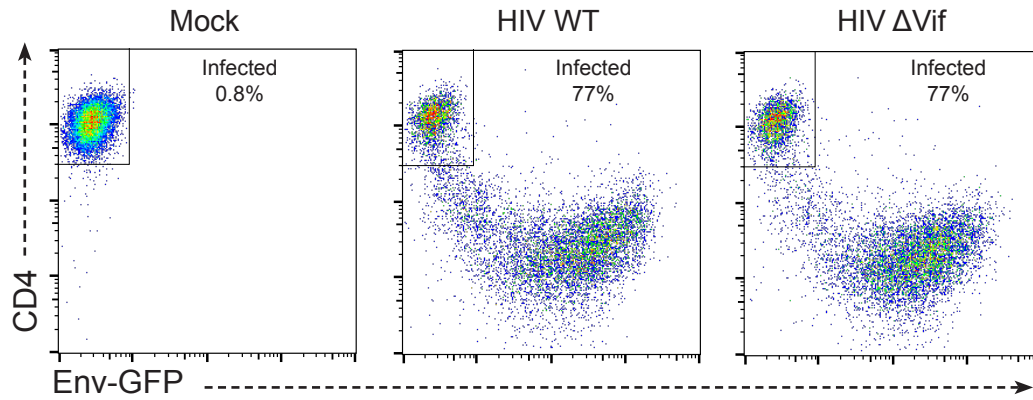 Mock
HIV WT
HIV ΔVif
Infected
0.8%
Infected
77%
Infected
77%
CD4
Env-GFP